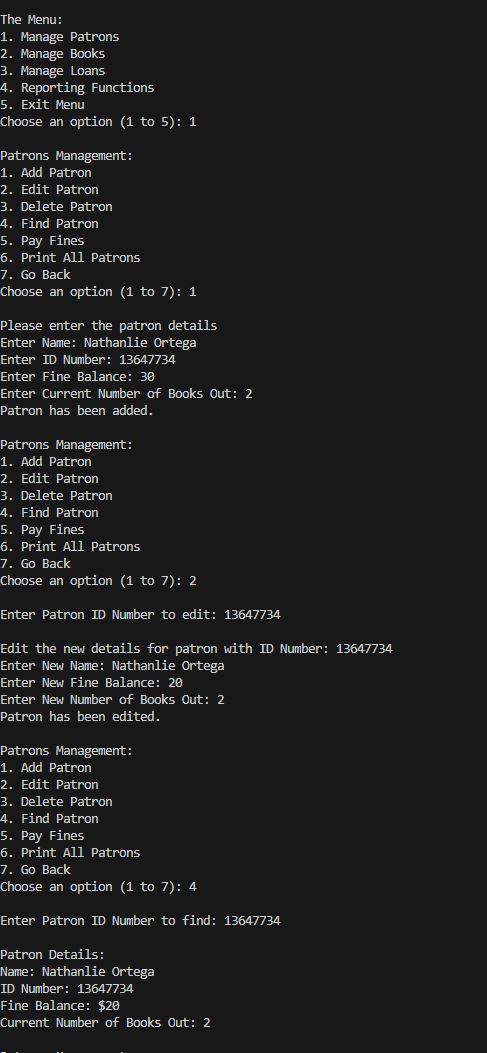 The Menu:
1. Manage Patrons
2. Manage Books
3. Manage Loans
4. Reporting Functions
5. Exit Menu
Choose an option (1 to 5): 1
Patrons Management:
1. Add Patron
2. Edit Patron
3. Delete Patron
4. Find Patron
5. Pay Fines
6. Print All Patrons
7. Go Back
Choose an option (1 to 7): 1
Please enter the patron details
Enter Name: Nathanlie Ortega
Enter ID Number: 13647734
Enter Fine Balance: 30
Enter Current Number of Books Out: 2
Patron has been added.
Patrons Management:
1. Add Patron
2. Edit Patron
3. Delete Patron
4. Find Patron
5. Pay Fines
6. Print All Patrons
7. Go Back
Choose an option (1 to 7): 2
Enter Patron ID Number to edit: 13647734
Edit the new details for patron with ID Number: 13647734
Enter New Name: Nathanlie Ortega
Enter New Fine Balance: 20
Enter New Number of Books Out: 2
Patron has been edited.
Patrons Management:
1. Add Patron
2. Edit Patron
3. Delete Patron
4. Find Patron
5. Pay Fines
6. Print All Patrons
7. Go Back
Choose an option (1 to 7): 4
Enter Patron ID Number to find: 13647734
Patron Details:
Name: Nathanlie Ortega
ID Number: 13647734
Fine Balance: $20
Current Number of Books Out: 2